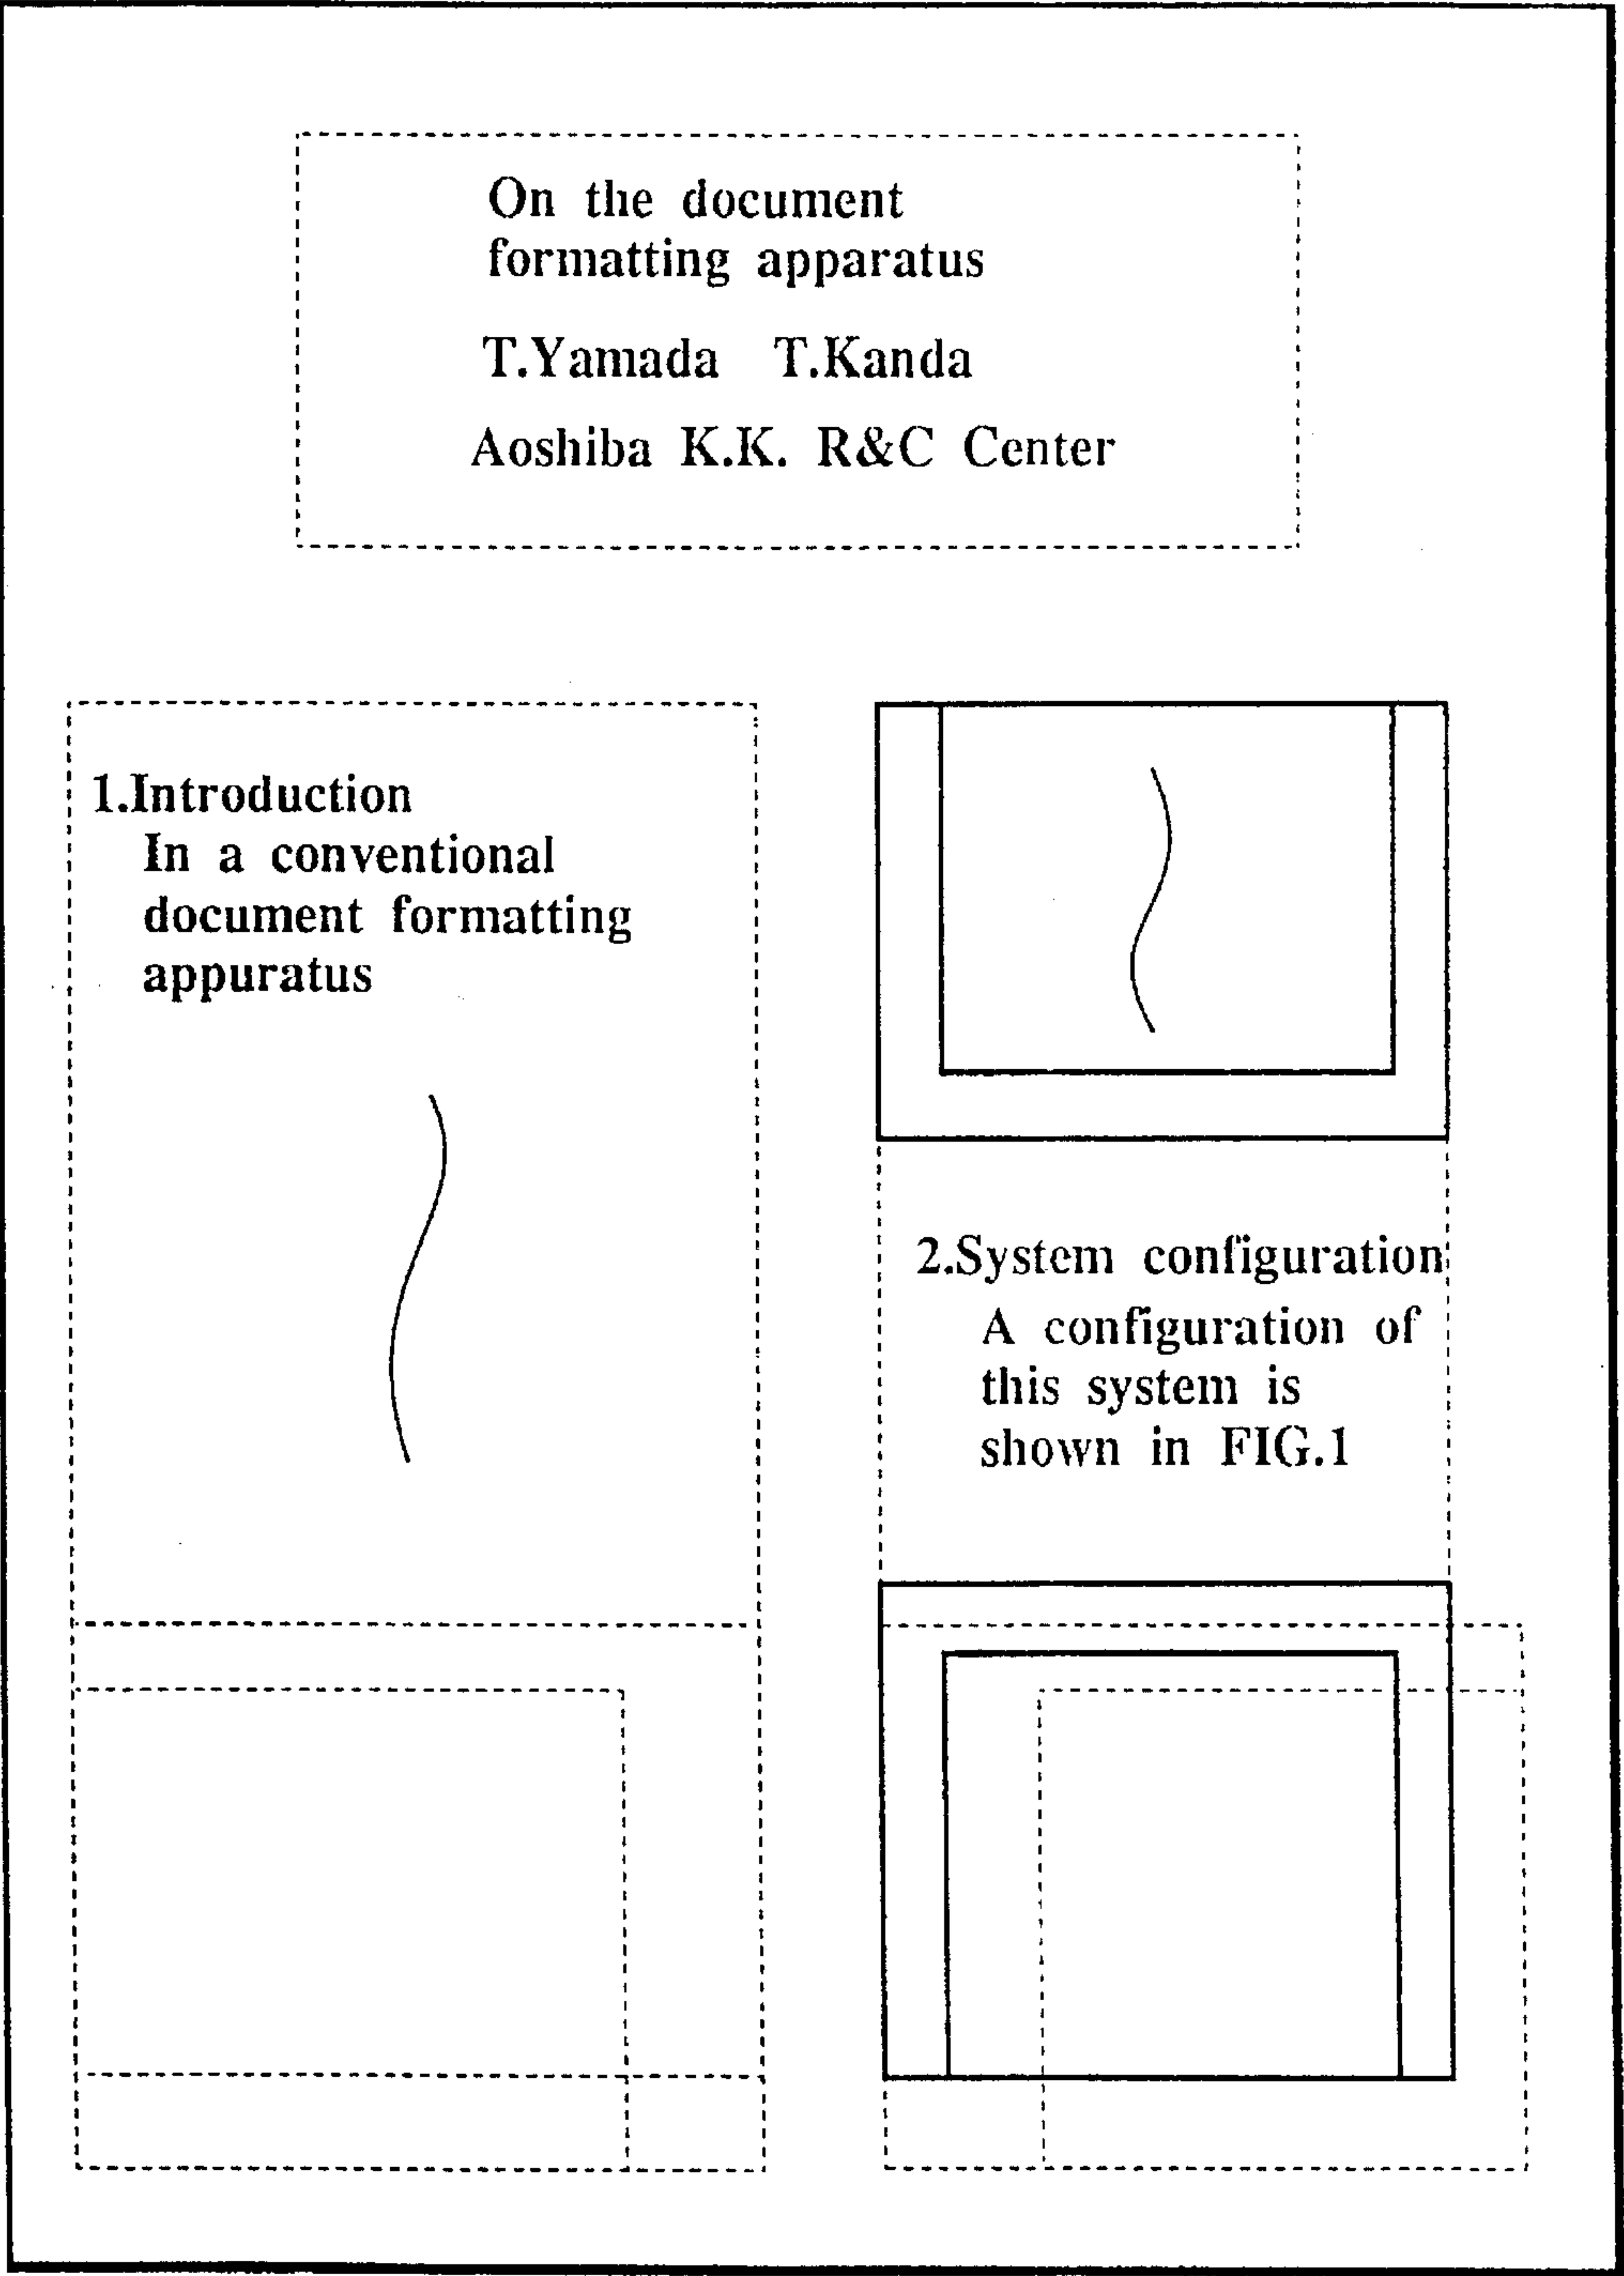 On the document
formatting apparatus
T.Yamada T.Kanda
Aoshiba K.K. R&C Center
1.Introduction
In a conventional
document formatting
appuratus
2.System configuration
A configuration of
this system is
shown in FIG.1